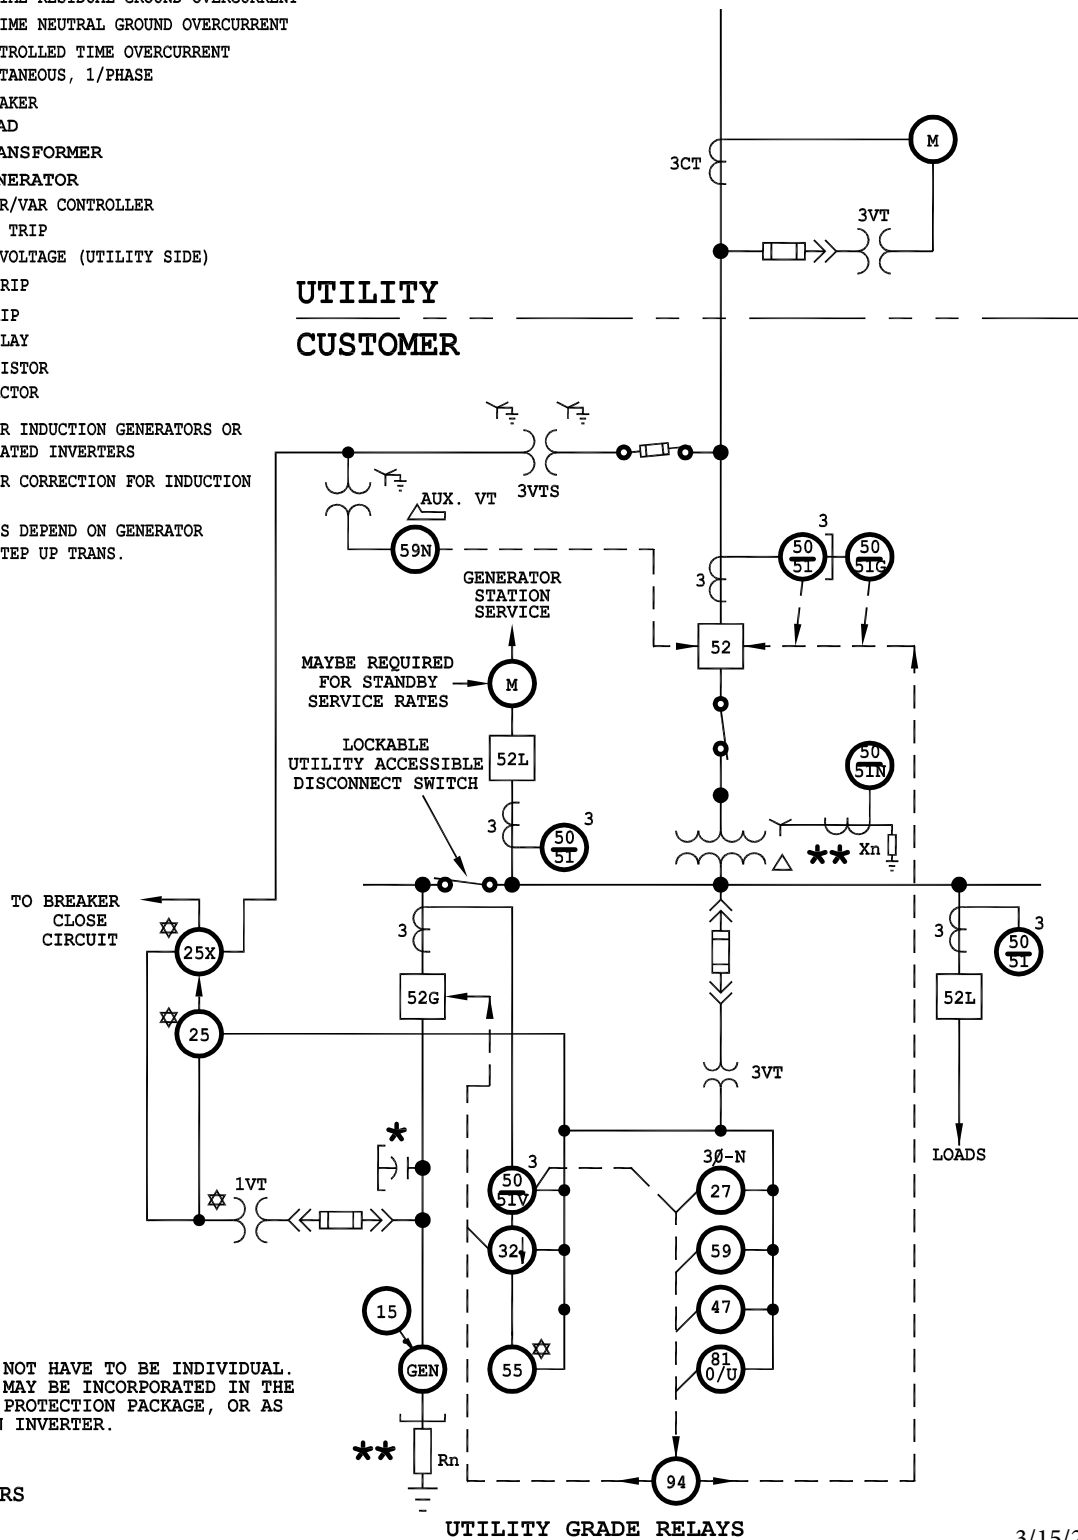 IME NEUTRAL GROUND OVERCURRENT
TROLLED TIME OVERCURRENT
TANEOUS, 1/PHASE
AKER
AD
ANSFORMER
NERATOR
R/VAR CONTROLLER
TRIP
VOLTAGE (UTILITY SIDE)
RIP
IP
LAY
ISTOR
CTOR
R INDUCTION GENERATORS OR
ATED INVERTERS
R CORRECTION FOR INDUCTION
S DEPEND ON GENERATOR
TEP UP TRANS.
M
3CT
3VT
UTILITY
CUSTOMER
3VTS
AUX. VT
59N
3
50
51
50
51G
3
GENERATOR
STATION
SERVICE
52
MAYBE REQUIRED
FOR STANDBY
SERVICE RATES
M
LOCKABLE
UTILITY ACCESSIBLE
DISCONNECT SWITCH
52L
50
51N
3
3
50
51
** Xn
TO BREAKER
CLOSE
CIRCUIT
25X
3
3
3
50
51
52G
52L
25
3VT
*
LOADS
3Ø-N
3
50
51V
27
1VT
32
59
15
47
GEN
55
81
O/U
NOT HAVE TO BE INDIVIDUAL.
MAY BE INCORPORATED IN THE
PROTECTION PACKAGE, OR AS
N INVERTER.
** Rn
94
RS
UTILITY GRADE RELAYS